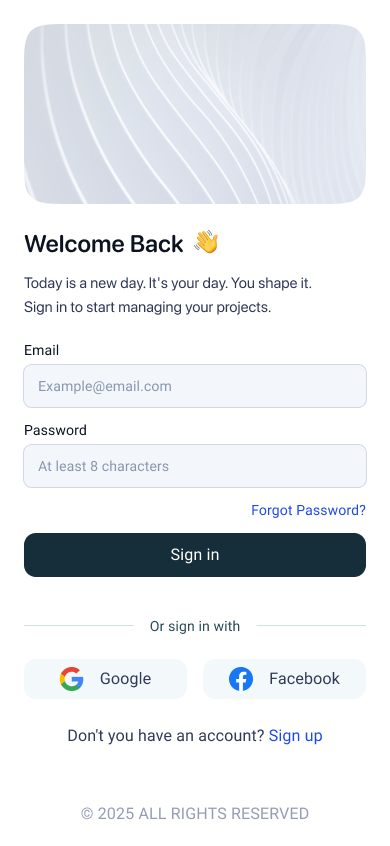 Welcome Back 👋
Today is a new day. It's your day. You shape it.
Sign in to start managing your projects.
Email
Example@email.com
Password
At least 8 characters
Forgot Password?
Sign in
Or sign in with
Google
Facebook
Don't you have an account? Sign up
© 2025 ALL RIGHTS RESERVED